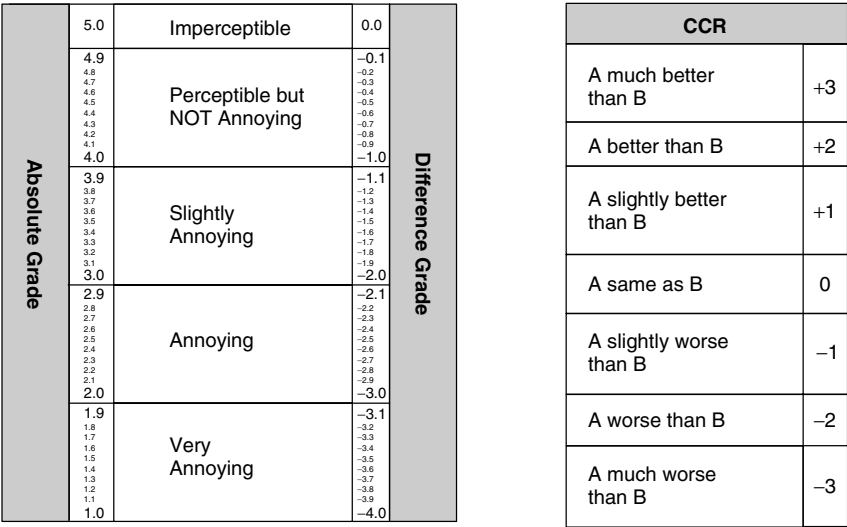 Absolute Grade
5.0 Imperceptible 0.0
4.9 −0.1
4.8 −0.2
4.7 −0.3
4.6 −0.4
4.5 Perceptible but −0.5
4.4 NOT Annoying −0.6
4.3 −0.7
4.2 −0.8
4.1 −0.9
4.0 −1.0
3.9 −1.1
3.8 −1.2
3.7 −1.3
3.6 Slightly −1.4
3.5 −1.5
3.4 Annoying −1.6
3.3 −1.7
3.2 −1.8
3.1 −1.9
3.0 −2.0
2.9 −2.1
2.8 −2.2
2.7 −2.3
2.6 −2.4
2.5 Annoying −2.5
2.4 −2.6
2.3 −2.7
2.2 −2.8
2.1 −2.9
2.0 −3.0
1.9 −3.1
1.8 −3.2
1.7 −3.3
1.6 Very −3.4
1.5 −3.5
1.4 Annoying −3.6
1.3 −3.7
1.2 −3.8
1.1 −3.9
1.0 −4.0
Difference Grade
CCR
A much better
than B +3
A better than B +2
A slightly better
than B +1
A same as B 0
A slightly worse
than B −1
A worse than B −2
A much worse
than B −3